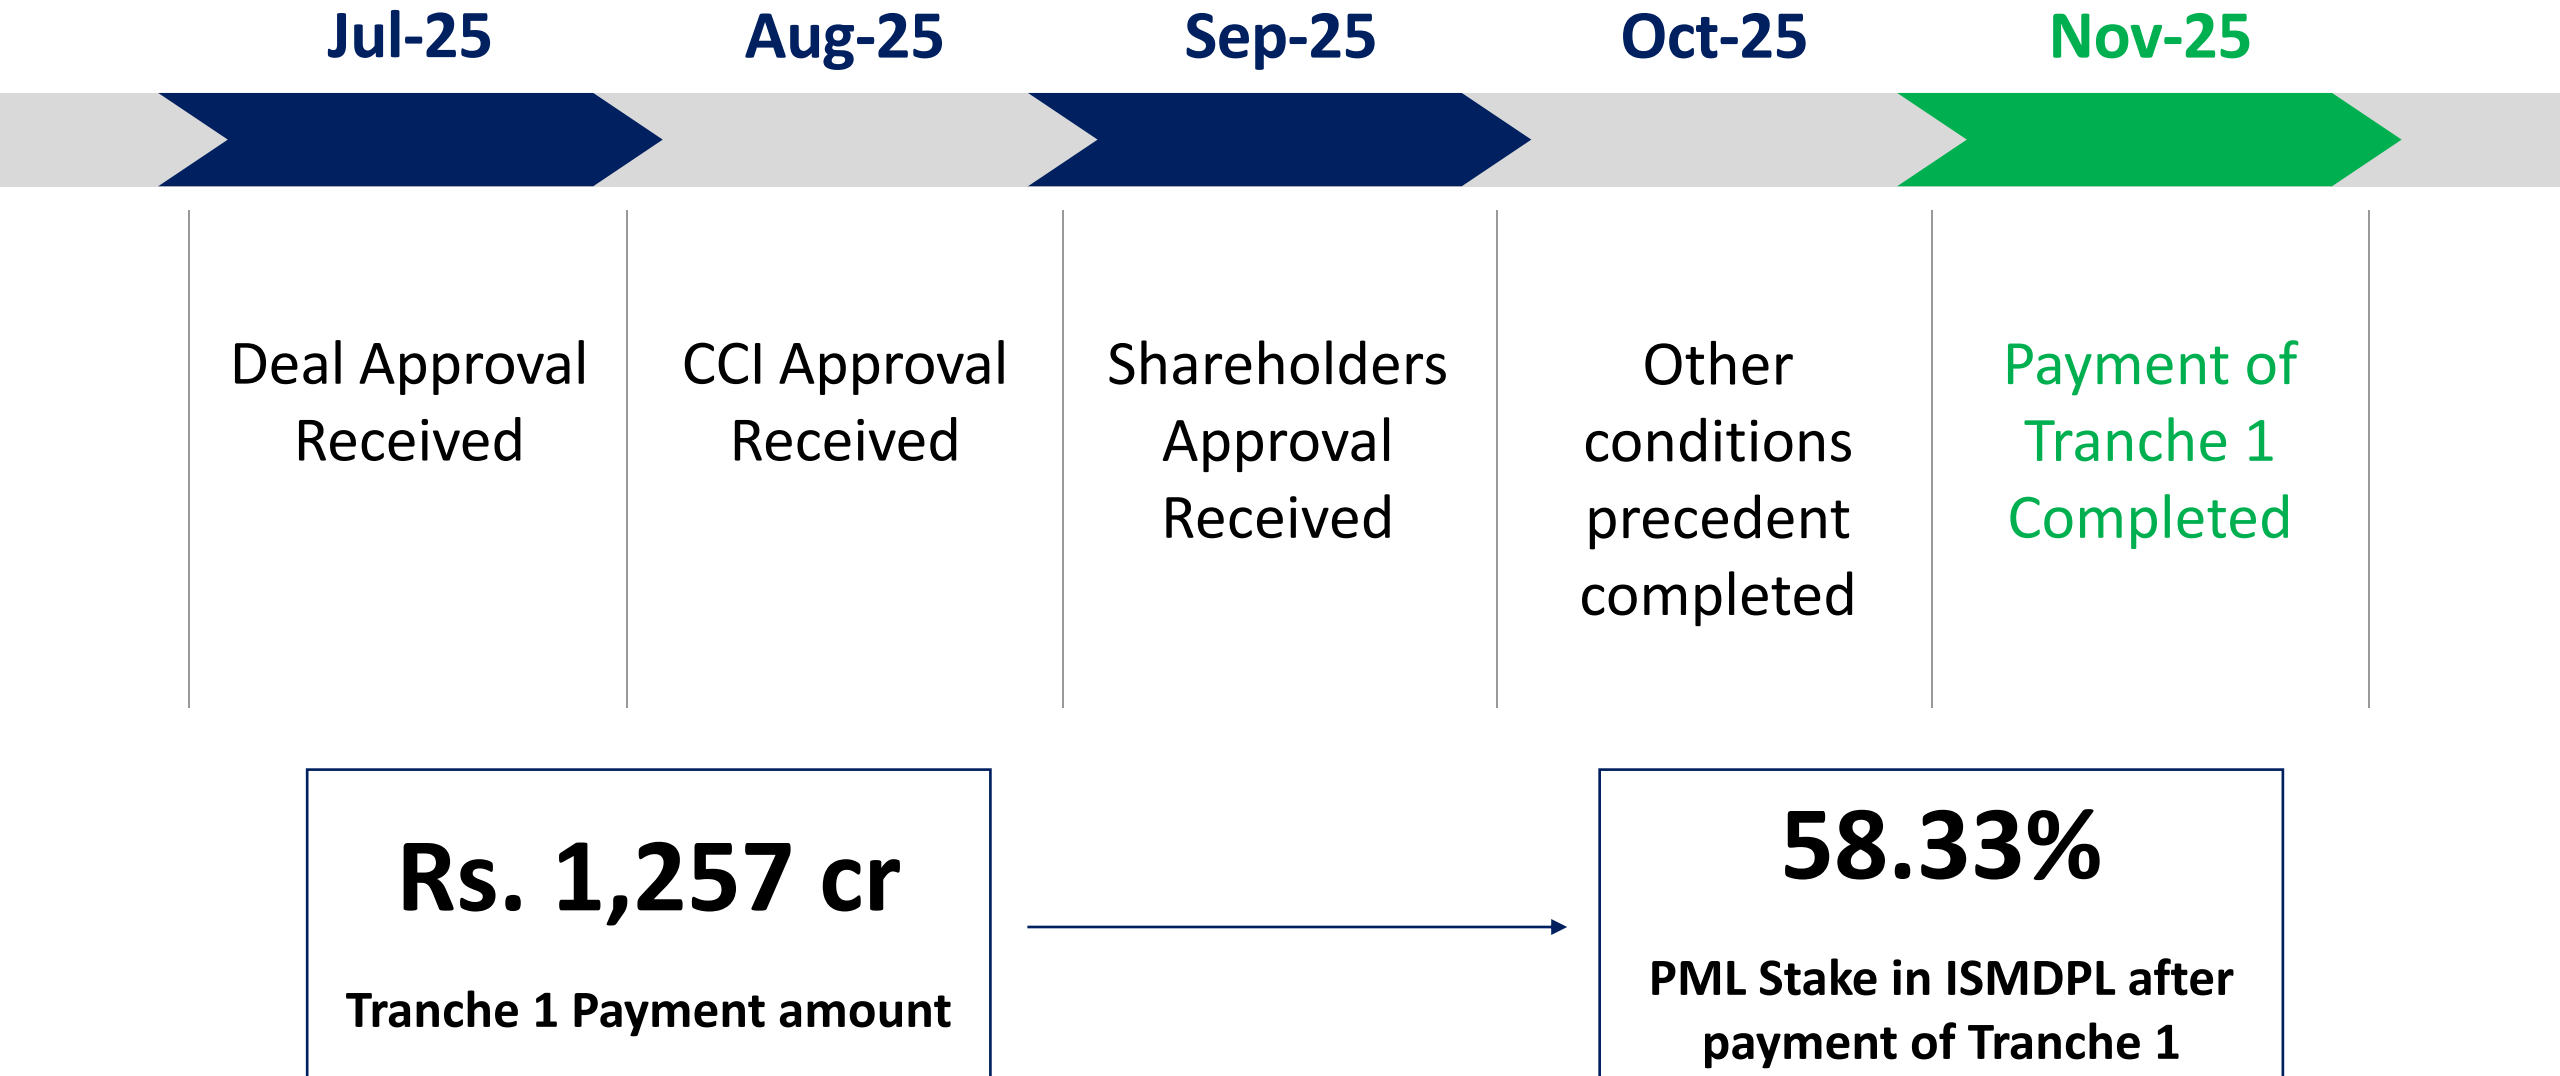 Jul-25
Aug-25
Sep-25
Oct-25
Nov-25
Deal Approval
Received
CCI Approval
Received
Shareholders
Approval
Received
Other
conditions
precedent
completed
Payment of
Tranche 1
Completed
Rs. 1,257 cr
Tranche 1 Payment amount
58.33%
PML Stake in ISMDPL after
payment of Tranche 1